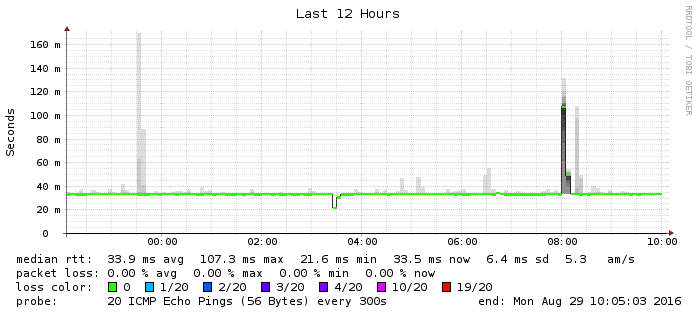 Last 12 Hours
RRDTOOL / TOBI OETIKER
Seconds
160 m
140 m
120 m
100 m
80 m
60 m
40 m
20 m
0
00:00 02:00 04:00 06:00 08:00 10:00
median rtt: 33.9 ms avg 107.3 ms max 21.6 ms min 33.5 ms now 6.4 ms sd 5.3 am/s
packet loss: 0.00 % avg 0.00 % max 0.00 % min 0.00 % now
loss color: 0 1/20 2/20 3/20 4/20 10/20 19/20
probe: 20 ICMP Echo Pings (56 Bytes) every 300s end: Mon Aug 29 10:05:03 2016